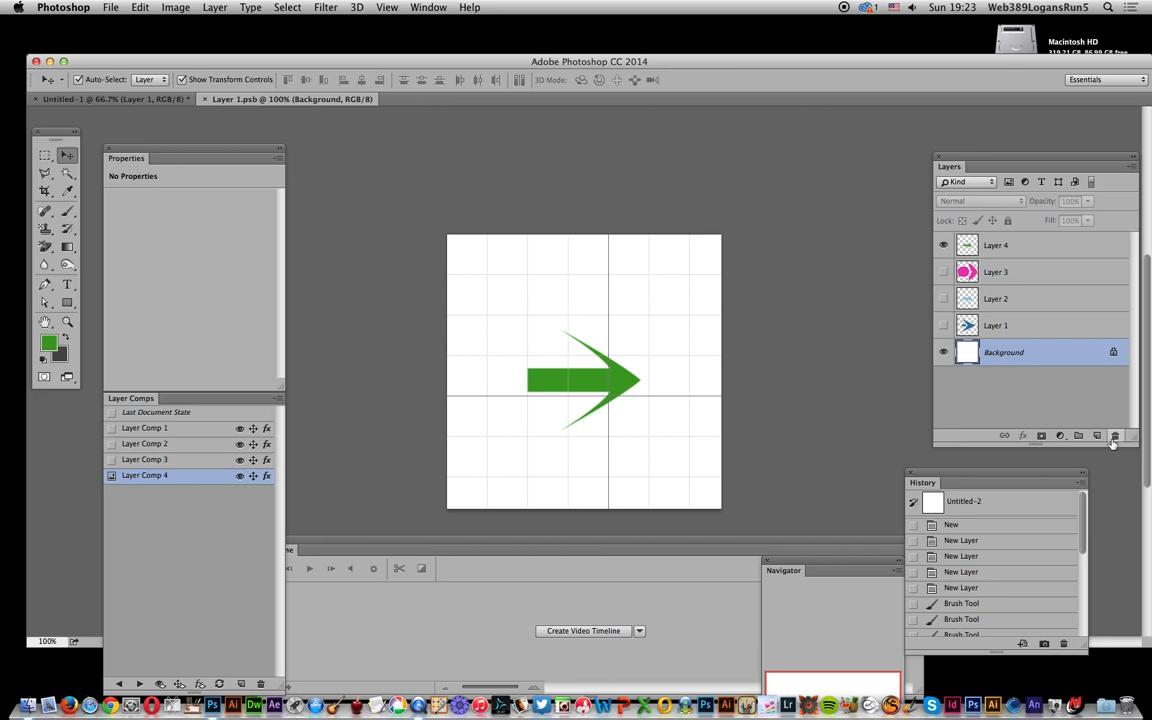 Photoshop File Edit Image Layer Type Select Filter 3D View Window Help
1 Sun 19:23 Web389LogansRun5
Macintosh HD
Adobe Photoshop CC 2014
Auto-Select: Layer Show Transform Controls 3D Mode: Essentials
Untitled-1 @ 66.7% (Layer 1, RGB/8) * Layer 1.psb @ 100% (Background, RGB/8)
Properties
No Properties
Layers
Kind
Normal Opacity: 100%
Lock: Fill: 100%
Layer 4
Layer 3
Layer 2
Layer 1
Background
Layer Comps
Last Document State
Layer Comp 1
Layer Comp 2
Layer Comp 3
Layer Comp 4
History
Untitled-2
New
New Layer
New Layer
New Layer
New Layer
Brush Tool
Brush Tool
Brush Tool
Navigator
Create Video Timeline
100%